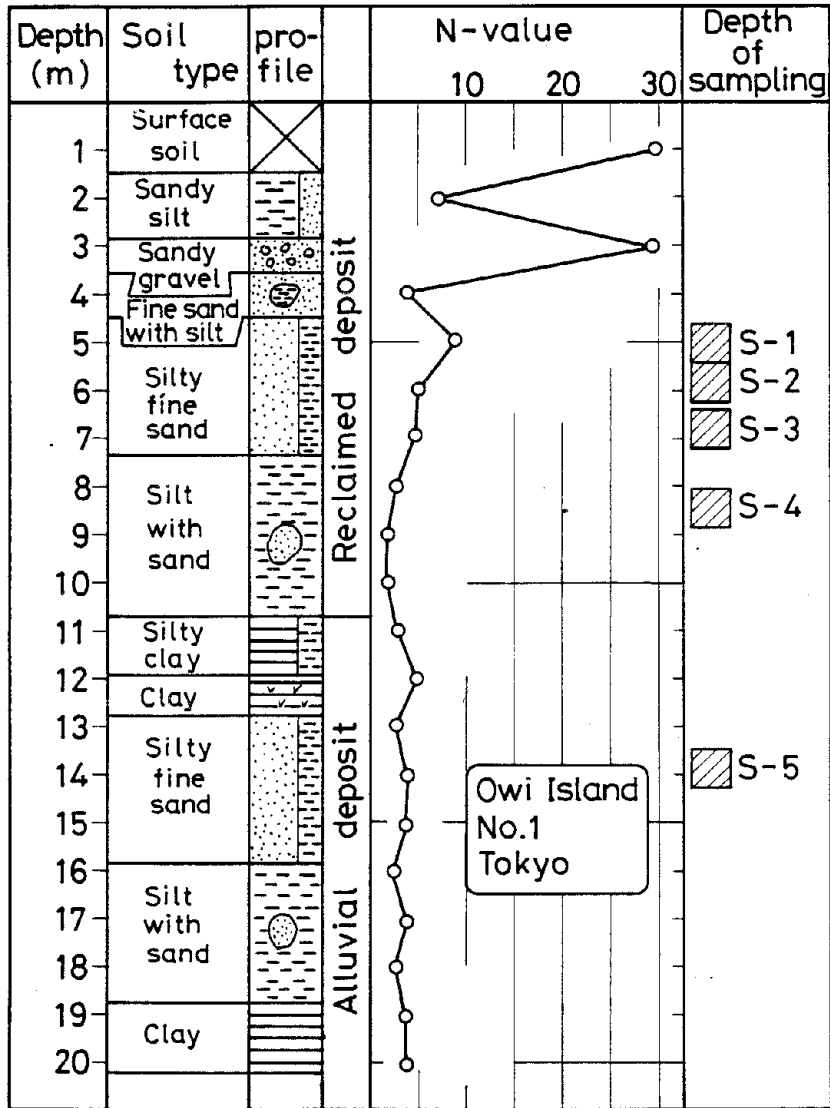 Depth
(m)
Soil
type
pro-
file
N-value
10 20 30
Depth
of
sampling
Surface
soil
Sandy
silt
Sandy
gravel
Fine sand
with silt
Silty
fine
sand
Silt
with
sand
Silty
clay
Clay
Silty
fine
sand
Silt
with
sand
Clay
1
2
3
4
5
6
7
8
9
10
11
12
13
14
15
16
17
18
19
20
Reclaimed deposit
Alluvial deposit
S-1
S-2
S-3
S-4
S-5
Owi Island
No.1
Tokyo